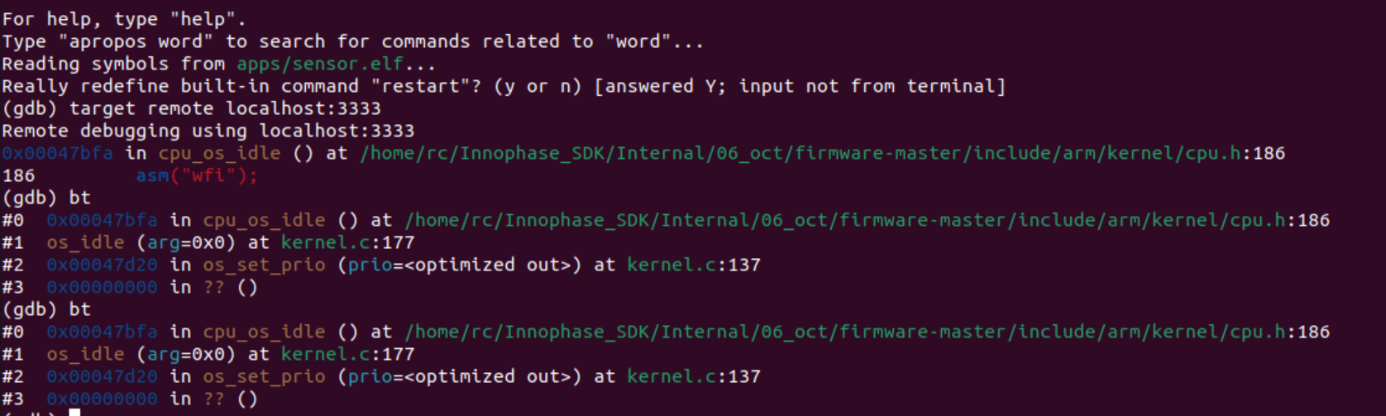 For help, type "help".
Type "apropos word" to search for commands related to "word"...
Reading symbols from apps/sensor.elf...
Really redefine built-in command "restart"? (y or n) [answered Y; input not from terminal]
(gdb) target remote localhost:3333
Remote debugging using localhost:3333
0x00047bfa in cpu_os_idle () at /home/rc/Innophase_SDK/Internal/06_oct/firmware-master/include/arm/kernel/cpu.h:186
186 asm("wfi");
(gdb) bt
#0 0x00047bfa in cpu_os_idle () at /home/rc/Innophase_SDK/Internal/06_oct/firmware-master/include/arm/kernel/cpu.h:186
#1 os_idle (arg=0x0) at kernel.c:177
#2 0x00047d20 in os_set_prio (prio=<optimized out>) at kernel.c:137
#3 0x00000000 in ?? ()
(gdb) bt
#0 0x00047bfa in cpu_os_idle () at /home/rc/Innophase_SDK/Internal/06_oct/firmware-master/include/arm/kernel/cpu.h:186
#1 os_idle (arg=0x0) at kernel.c:177
#2 0x00047d20 in os_set_prio (prio=<optimized out>) at kernel.c:137
#3 0x00000000 in ?? ()